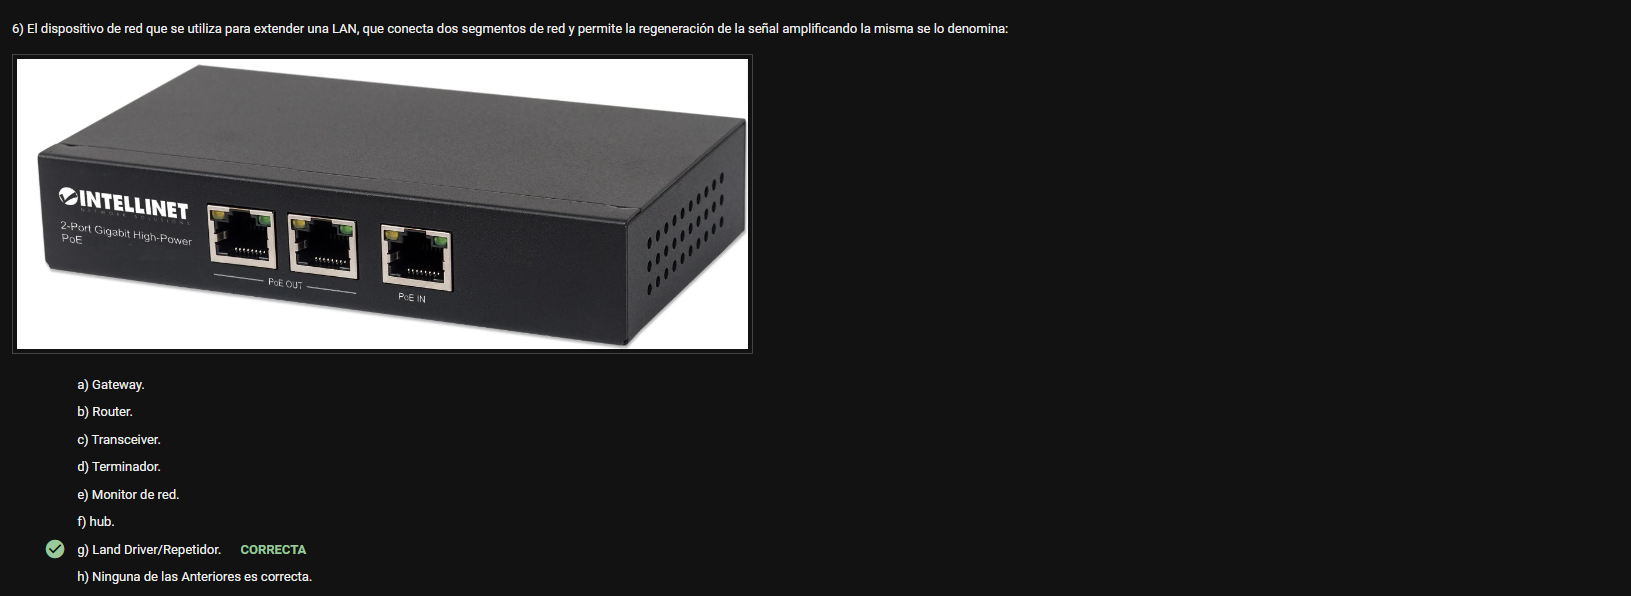 6) El dispositivo de red que se utiliza para extender una LAN, que conecta dos segmentos de red y permite la regeneración de la señal amplificando la misma se lo denomina:
INTELLINET
NETWORK SOLUTIONS
2-Port Gigabit High-Power
PoE
PoE OUT
PoE IN
a) Gateway.
b) Router.
c) Transceiver.
d) Terminador.
e) Monitor de red.
f) hub.
g) Land Driver/Repetidor. CORRECTA
h) Ninguna de las Anteriores es correcta.